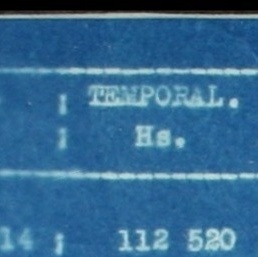 ; TEMPORAL.
; Hs.
14 ; 112 520